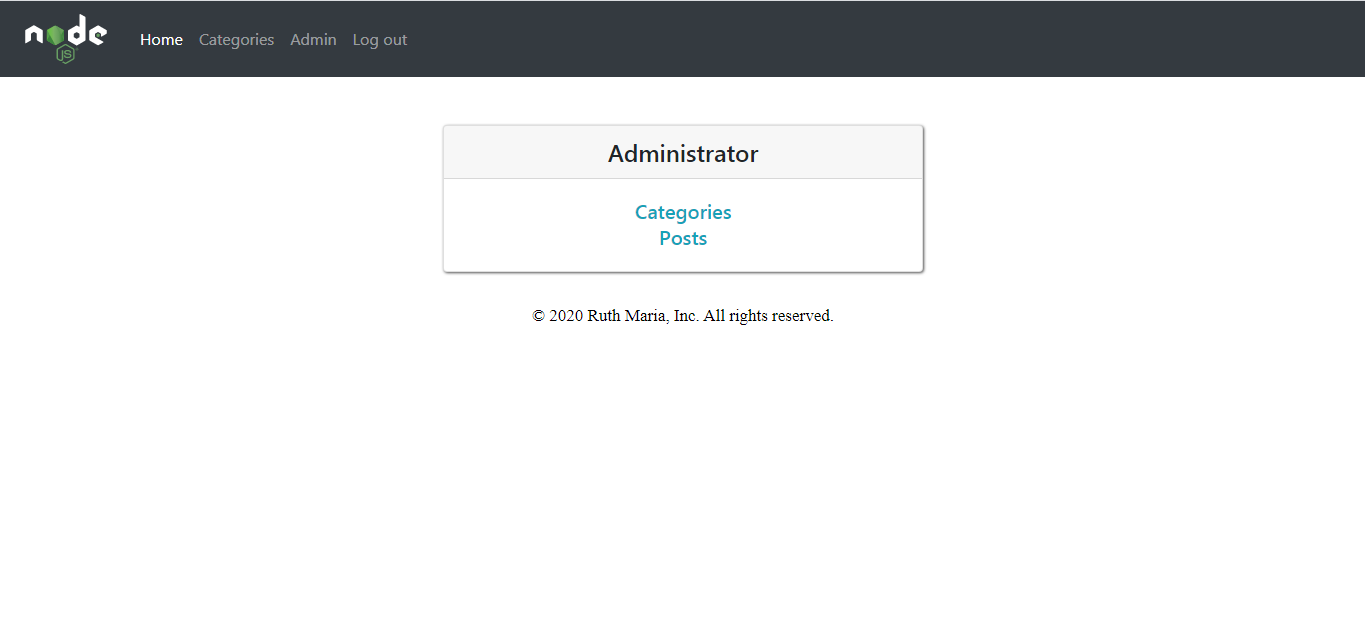 node
JS
Home Categories Admin Log out
Administrator
Categories
Posts
© 2020 Ruth Maria, Inc. All rights reserved.